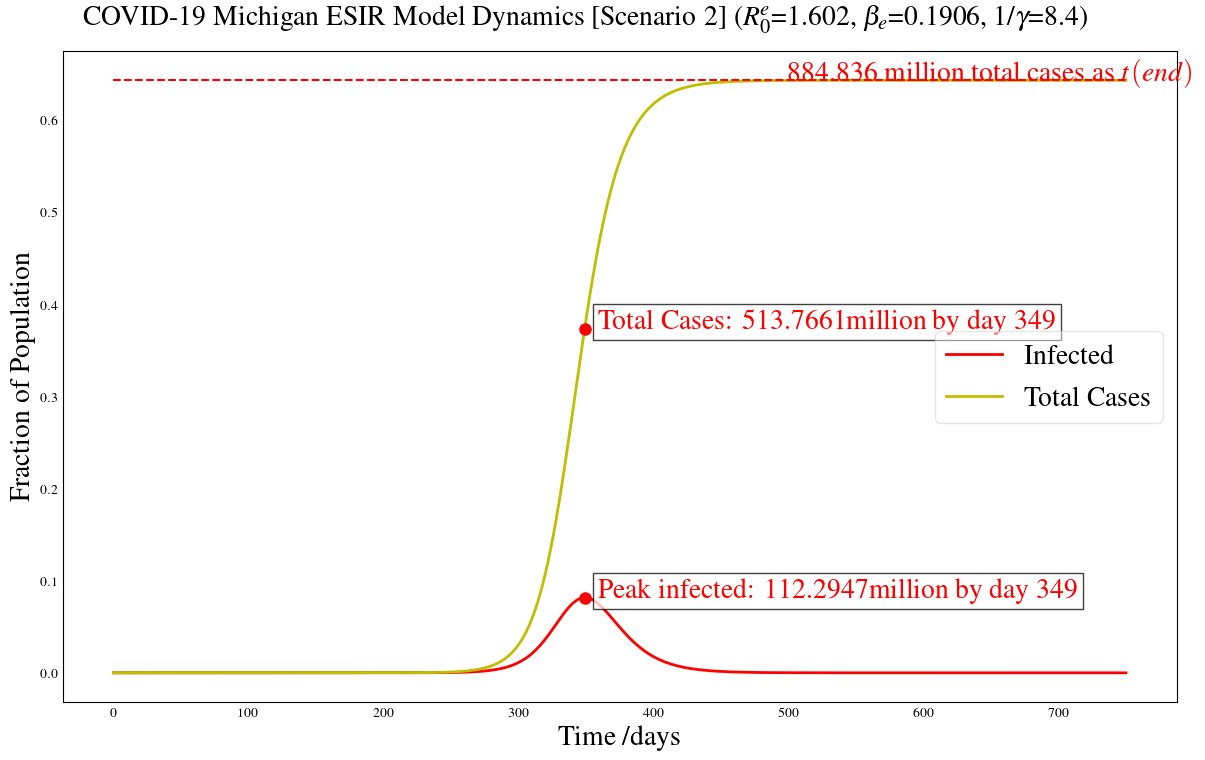 COVID-19 Michigan ESIR Model Dynamics [Scenario 2] ($R_0^e$=1.602, $\beta_e$=0.1906, 1/$\gamma$=8.4)
884.836 million total cases as t(end)
0.6
0.5
0.4
0.3
0.2
0.1
0.0
Fraction of Population
Total Cases: 513.7661million by day 349
Infected
Total Cases
Peak infected: 112.2947million by day 349
0 100 200 300 400 500 600 700
Time /days